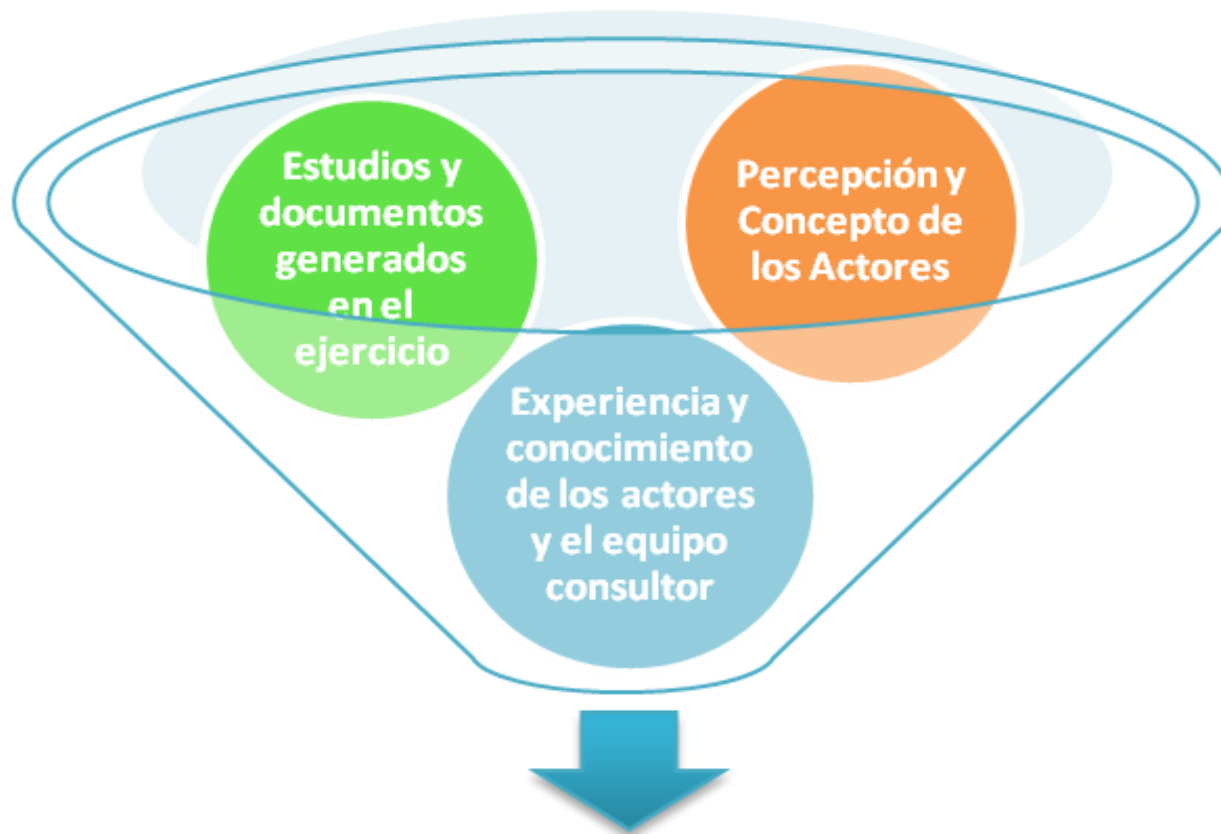 Estudios y
documentos
generados
en el
ejercicio
Percepción y
Concepto de
los Actores
Experiencia y
conocimiento
de los actores
y el equipo
consultor